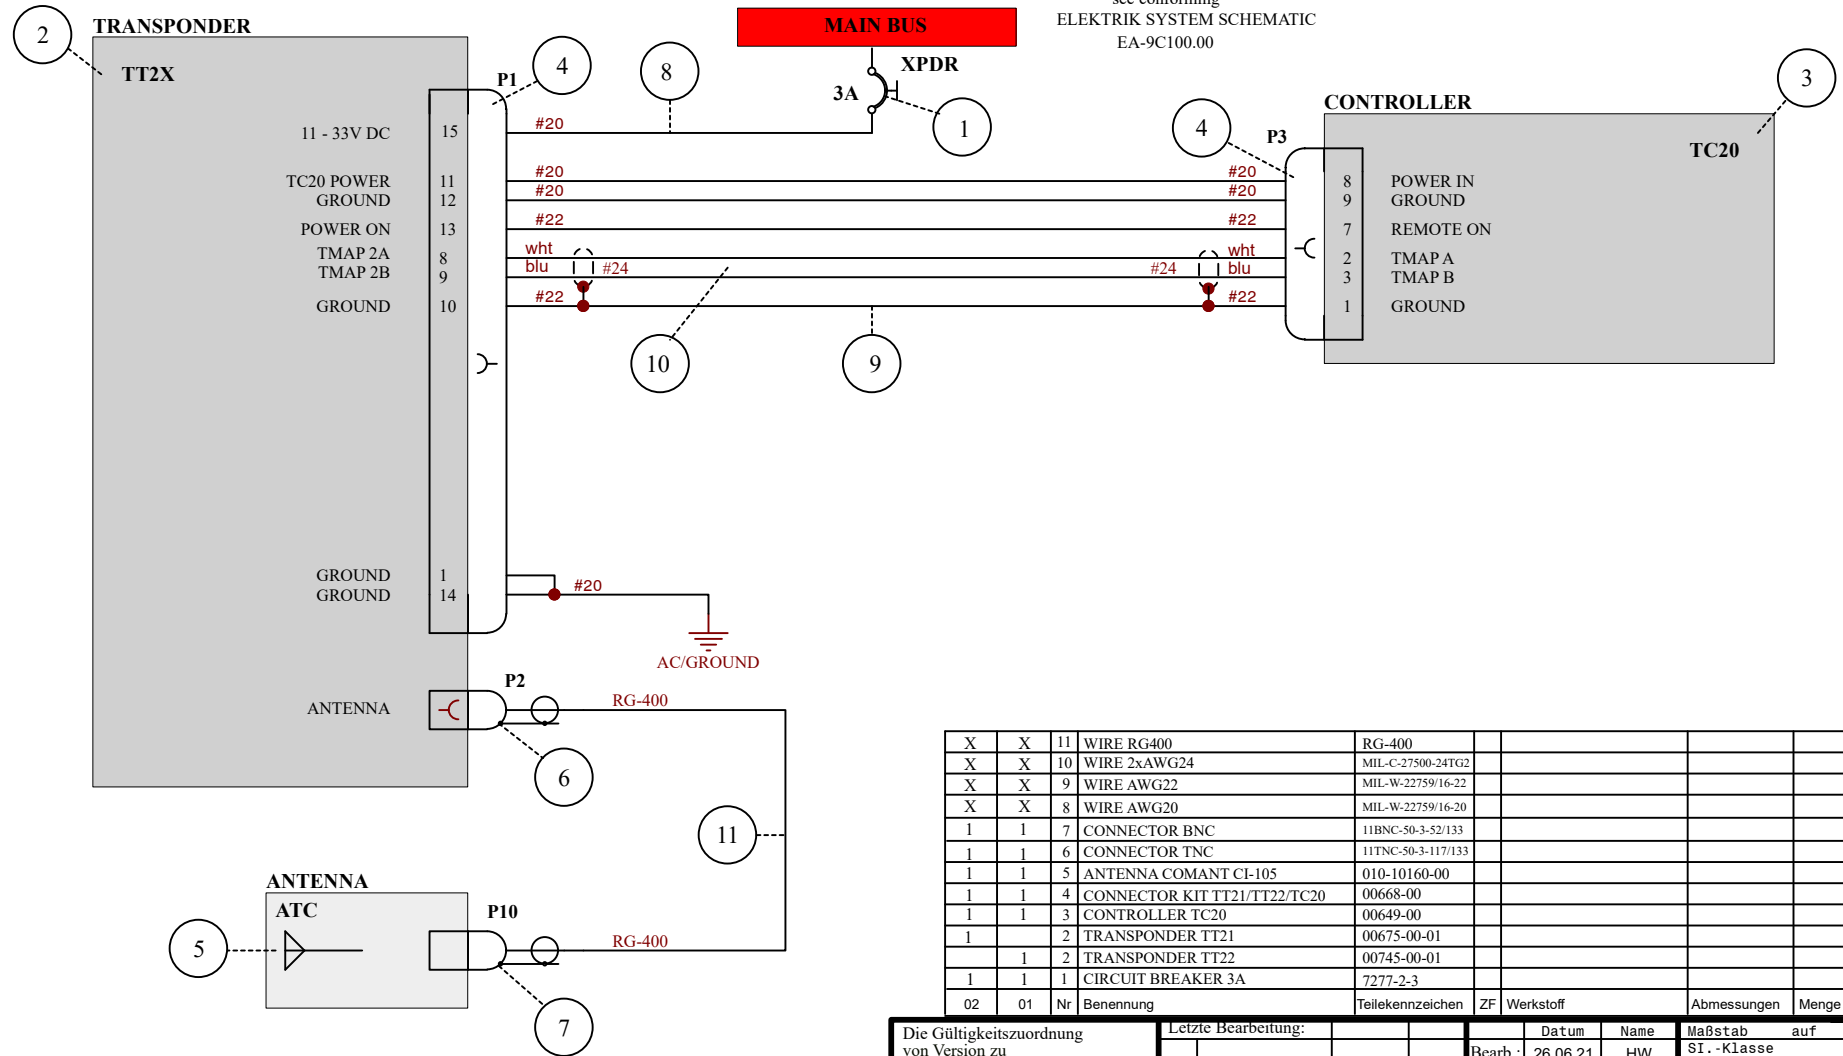 see conforming
ELEKTRIK SYSTEM SCHEMATIC
EA-9C100.00
MAIN BUS
XPDR
3A
1
2
TRANSPONDER
TT2X
P1
4
8
11 - 33V DC 15 #20
TC20 POWER 11 #20
GROUND 12 #20
POWER ON 13 #22
TMAP 2A 8 wht
TMAP 2B 9 blu #24
GROUND 10 #22
10
9
3
CONTROLLER
TC20
4
P3
#20 8 POWER IN
#20 9 GROUND
#22 7 REMOTE ON
wht 2 TMAP A
#24 blu 3 TMAP B
#22 1 GROUND
GROUND 1
GROUND 14 #20
AC/GROUND
P2
ANTENNA
RG-400
6
11
ANTENNA
ATC
P10
5
RG-400
7
X X 11 WIRE RG400 RG-400
X X 10 WIRE 2xAWG24 MIL-C-27500-24TG2
X X 9 WIRE AWG22 MIL-W-22759/16-22
X X 8 WIRE AWG20 MIL-W-22759/16-20
1 1 7 CONNECTOR BNC 11BNC-50-3-52/133
1 1 6 CONNECTOR TNC 11TNC-50-3-117/133
1 1 5 ANTENNA COMANT CI-105 010-10160-00
1 1 4 CONNECTOR KIT TT21/TT22/TC20 00668-00
1 1 3 CONTROLLER TC20 00649-00
1 2 TRANSPONDER TT21 00675-00-01
1 2 TRANSPONDER TT22 00745-00-01
1 1 1 CIRCUIT BREAKER 3A 7277-2-3
02 01 Nr Benennung Teilekennzeichen ZF Werkstoff Abmessungen Menge
Die Gültigkeitszuordnung
von Version zu
Letzte Bearbeitung:
Datum Name
Bearb.: 26.06.21 HW
Maßstab auf
SI.-Klasse